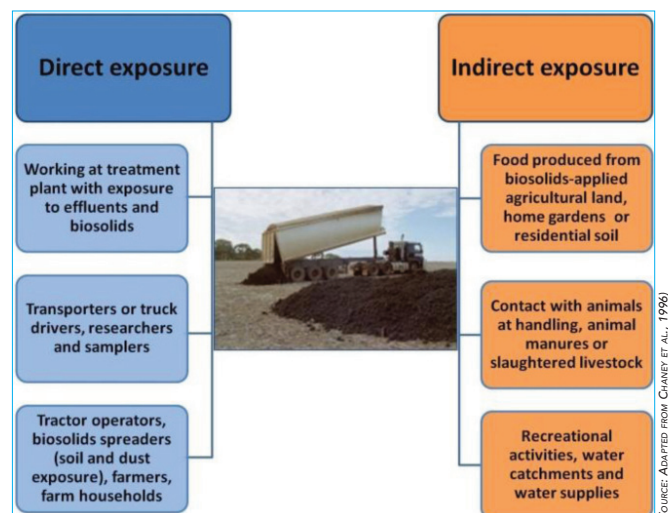 Direct exposure
Working at treatment
plant with exposure
to effluents and
biosolids
Transporters or truck
drivers, researchers
and samplers
Tractor operators,
biosolids spreaders
(soil and dust
exposure), farmers,
farm households
Indirect exposure
Food produced from
biosolids-applied
agricultural land,
home gardens or
residential soil
Contact with animals
at handling, animal
manures or
slaughtered livestock
Recreational
activities, water
catchments and
water supplies
ADAPTED FROM CHANEY ET AL., 1996)